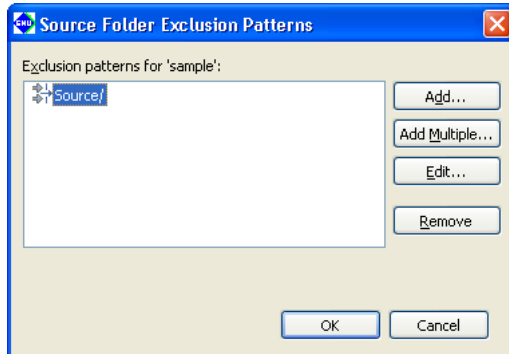 Source Folder Exclusion Patterns
Exclusion patterns for 'sample':
Source/
Add...
Add Multiple...
Edit...
Remove
OK
Cancel